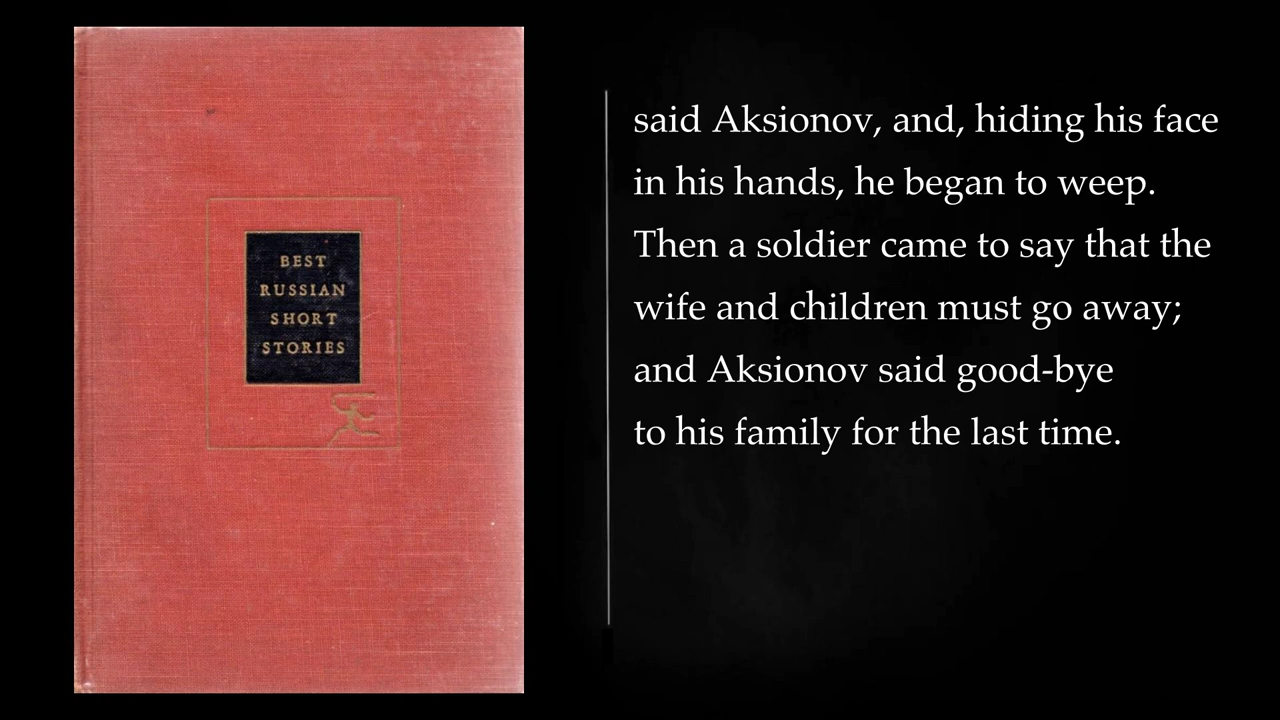 BEST
RUSSIAN
SHORT
STORIES
said Aksionov, and, hiding his face
in his hands, he began to weep.
Then a soldier came to say that the
wife and children must go away;
and Aksionov said good-bye
to his family for the last time.